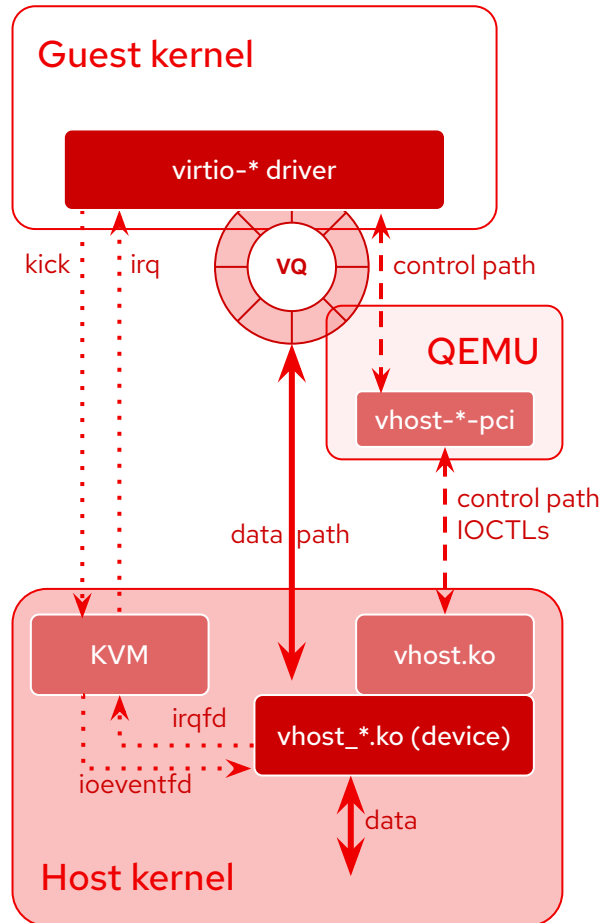 Guest kernel
virtio-* driver
kick
irq
VQ
control path
QEMU
vhost-*-pci
control path
IOCTLs
data path
KVM
vhost.ko
irqfd
vhost_*.ko (device)
ioeventfd
data
Host kernel